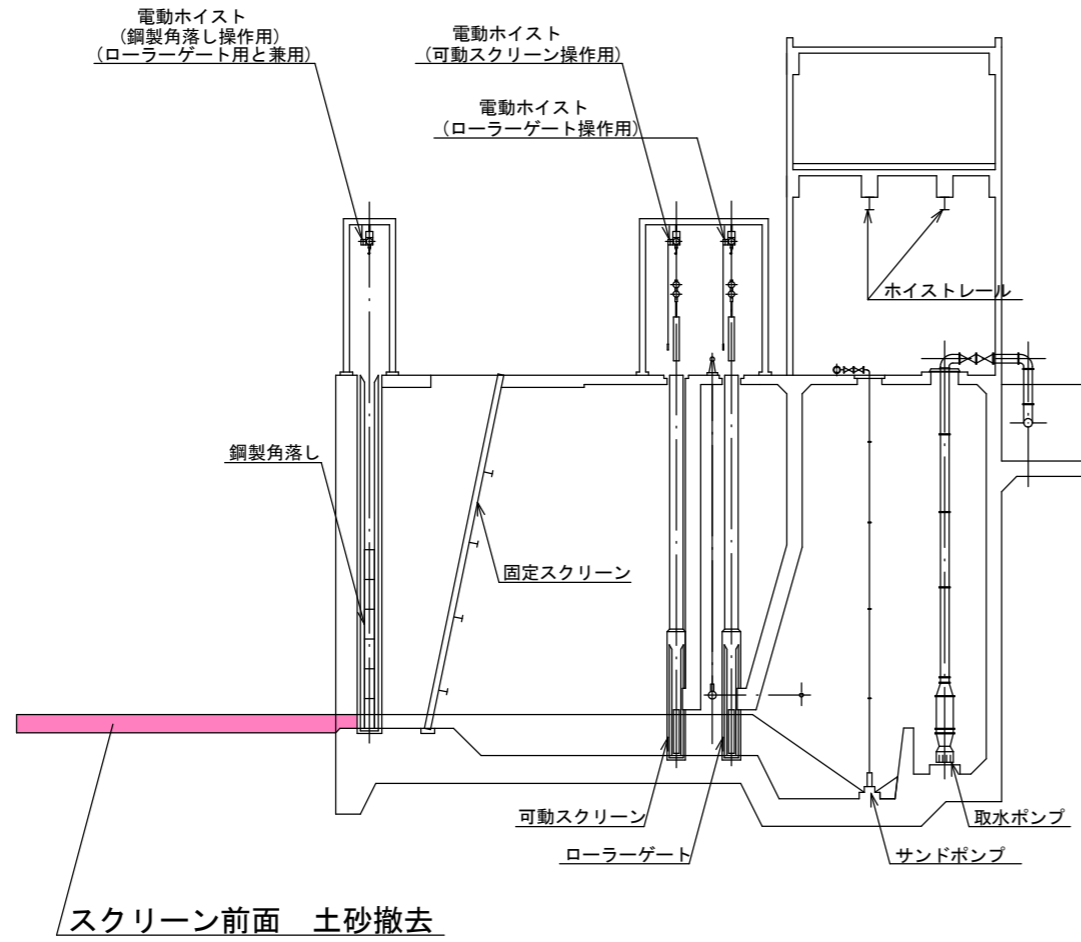 電動ホイスト
(鋼製角落し操作用)
(ローラーゲート用と兼用)
電動ホイスト
(可動スクリーン操作用)
電動ホイスト
(ローラーゲート操作用)
ホイストレール
鋼製角落し
固定スクリーン
可動スクリーン
取水ポンプ
ローラーゲート
サンドポンプ
スクリーン前面　土砂撤去